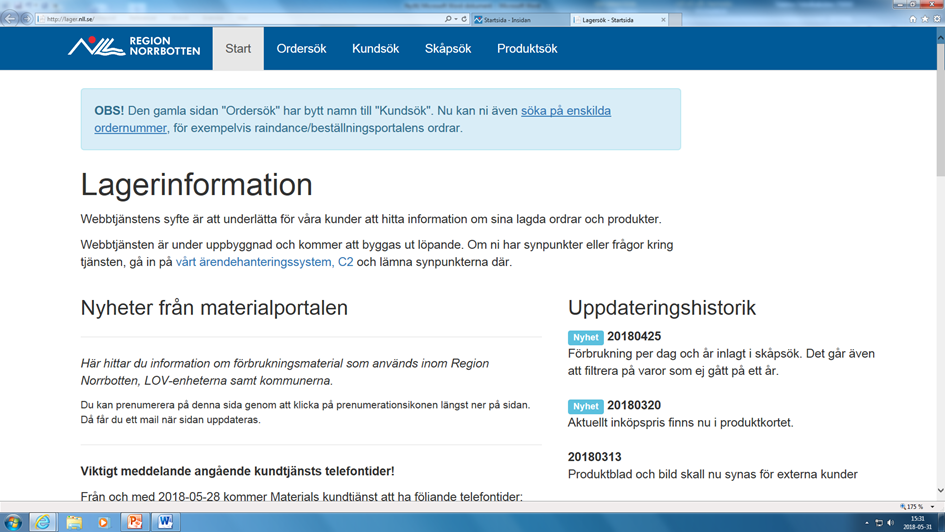 http://lager.nll.se/
Startsida - Insidan
Lagersök - Startsida
REGION
NORRBOTTEN
Start Ordersök Kundsök Skåpsök Produktsök
OBS! Den gamla sidan "Ordersök" har bytt namn till "Kundsök". Nu kan ni även söka på enskilda
ordernummer, för exempelvis raindance/beställningsportalens ordrar.
Lagerinformation
Webbtjänstens syfte är att underlätta för våra kunder att hitta information om sina lagda ordrar och produkter.
Webbtjänsten är under uppbyggnad och kommer att byggas ut löpande. Om ni har synpunkter eller frågor kring
tjänsten, gå in på vårt ärendehanteringssystem, C2 och lämna synpunkterna där.
Nyheter från materialportalen
Här hittar du information om förbrukningsmaterial som används inom Region
Norrbotten, LOV-enheterna samt kommunerna.
Du kan prenumerera på denna sida genom att klicka på prenumerationsikonen längst ner på sidan.
Då får du ett mail när sidan uppdateras.
Viktigt meddelande angående kundtjänsts telefontider!
Från och med 2018-05-28 kommer Materials kundtjänst att ha följande telefontider:
Uppdateringshistorik
Nyhet 20180425
Förbrukning per dag och år inlagt i skåpsök. Det går även
att filtrera på varor som ej gått på ett år.
Nyhet 20180320
Aktuellt inköpspris finns nu i produktkortet.
20180313
Produktblad och bild skall nu synas för externa kunder
175 %
15:31
2018-05-31